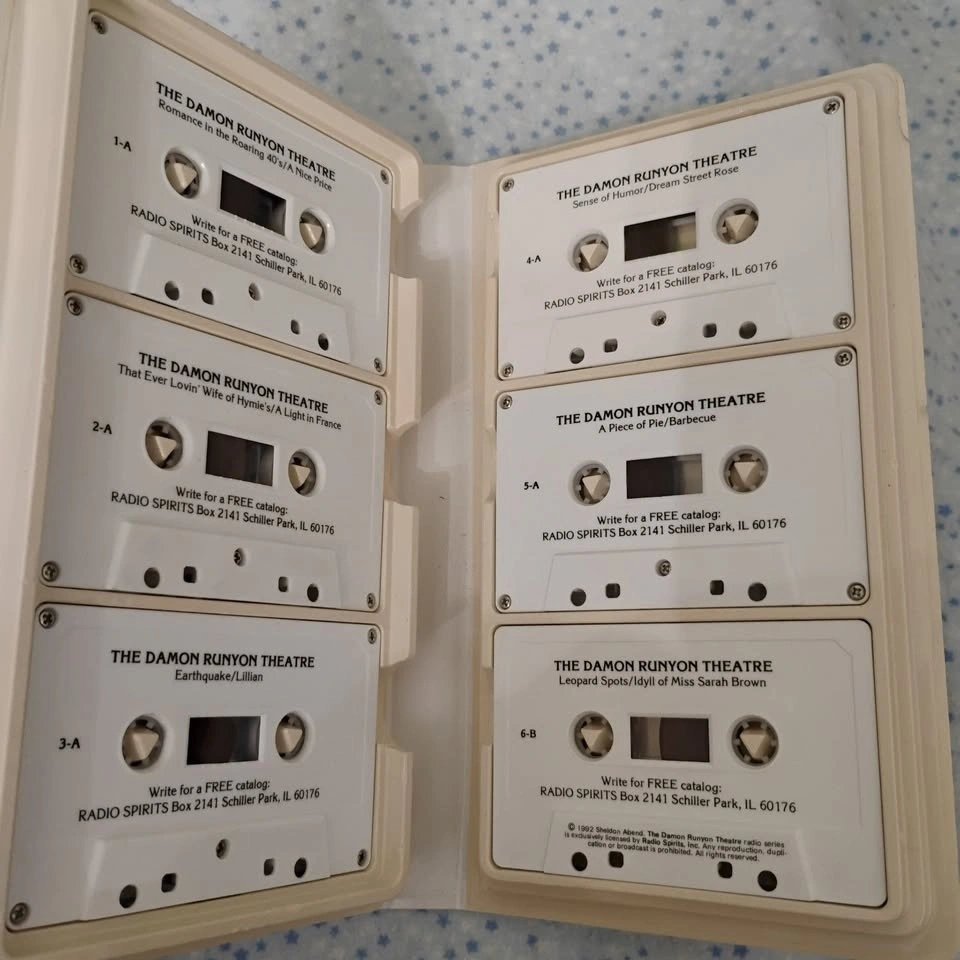 THE DAMON RUNYON THEATRE
Romance in the Roaring 40's/A Nice Price
1-A
Write for a FREE catalog:
RADIO SPIRITS Box 2141 Schiller Park, IL 60176
THE DAMON RUNYON THEATRE
That Ever Lovin' Wife of Hymie's/A Light in France
2-A
Write for a FREE catalog:
RADIO SPIRITS Box 2141 Schiller Park, IL 60176
THE DAMON RUNYON THEATRE
Earthquake/Lillian
3-A
Write for a FREE catalog:
RADIO SPIRITS Box 2141 Schiller Park, IL 60176
THE DAMON RUNYON THEATRE
Sense of Humor/Dream Street Rose
4-A
Write for a FREE catalog:
RADIO SPIRITS Box 2141 Schiller Park, IL 60176
THE DAMON RUNYON THEATRE
A Piece of Pie/Barbecue
5-A
Write for a FREE catalog:
RADIO SPIRITS Box 2141 Schiller Park, IL 60176
THE DAMON RUNYON THEATRE
Leopard Spots/Idyll of Miss Sarah Brown
6-B
Write for FREE catalog:
RADIO SPIRITS Box 2141 Schiller Park, IL 60176
© 1992 Sheldon Abend. The Damon Runyon Theatre radio series
is exclusively licensed by Radio Spirits, Inc. Any reproduction, dupli-
cation or broadcast is prohibited. All rights reserved.